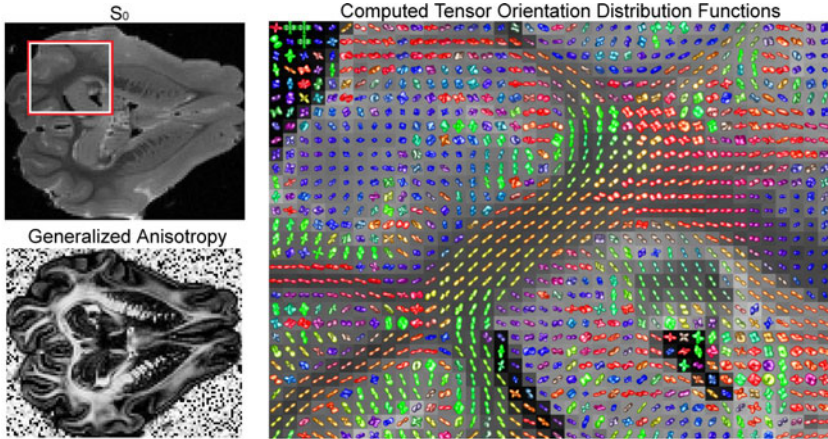 S₀
Computed Tensor Orientation Distribution Functions
Generalized Anisotropy